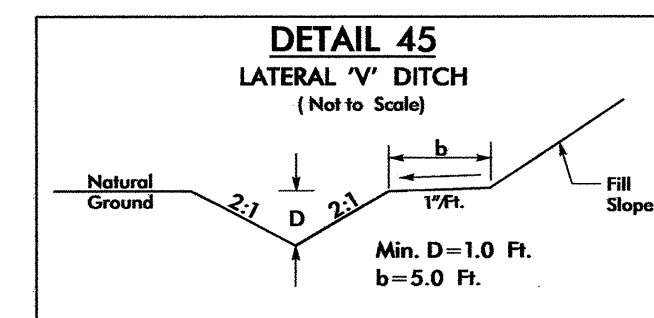 DETAIL 45
LATERAL 'V' DITCH
(Not to Scale)
b
Natural
Ground
2:1
D
2:1
1"/Ft.
Fill
Slope
Min. D=1.0 Ft.
b=5.0 Ft.